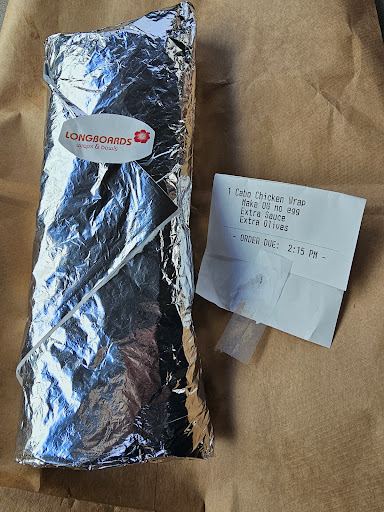 LONGBOARDS
wraps & bowls
1 Cabo Chicken Wrap
Make OG no egg
Extra Sauce
Extra Olives
- ORDER DUE: 2:15 PM -